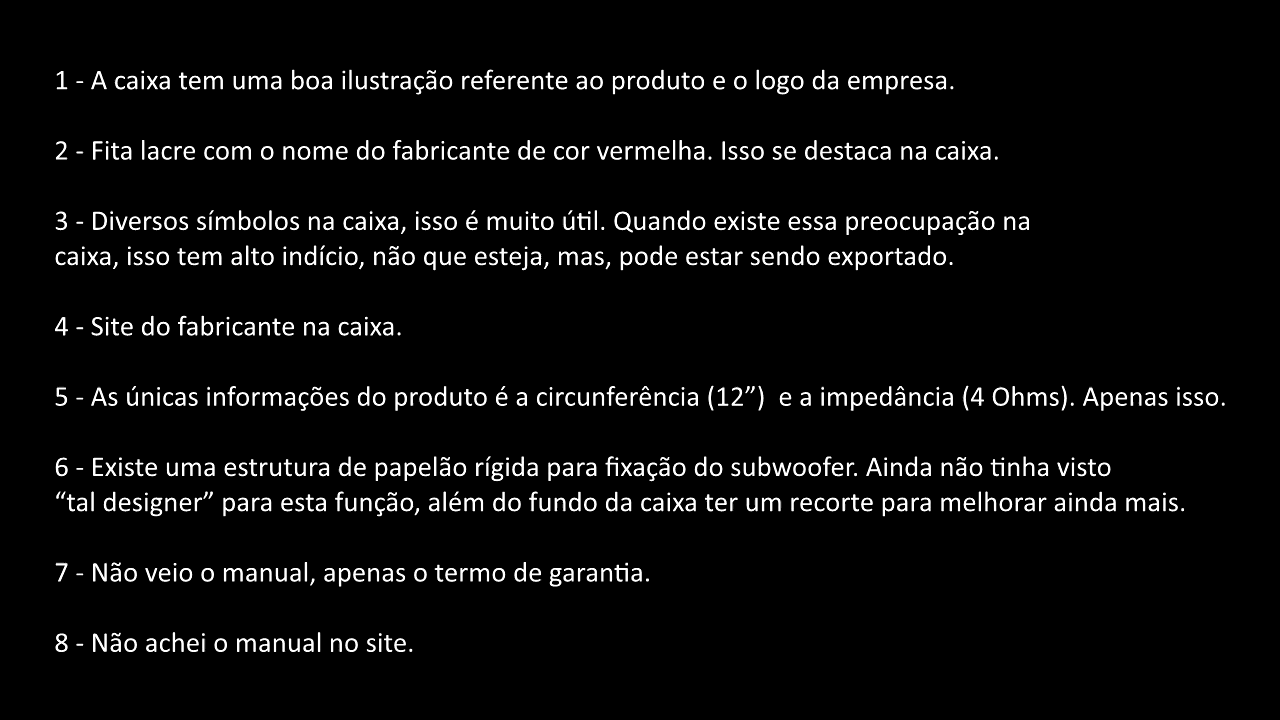 1 - A caixa tem uma boa ilustração referente ao produto e o logo da empresa.
2 - Fita lacre com o nome do fabricante de cor vermelha. Isso se destaca na caixa.
3 - Diversos símbolos na caixa, isso é muito útil. Quando existe essa preocupação na
caixa, isso tem alto indício, não que esteja, mas, pode estar sendo exportado.
4 - Site do fabricante na caixa.
5 - As únicas informações do produto é a circunferência (12”)  e a impedância (4 Ohms). Apenas isso.
6 - Existe uma estrutura de papelão rígida para fixação do subwoofer. Ainda não tinha visto
“tal designer” para esta função, além do fundo da caixa ter um recorte para melhorar ainda mais.
7 - Não veio o manual, apenas o termo de garantia.
8 - Não achei o manual no site.